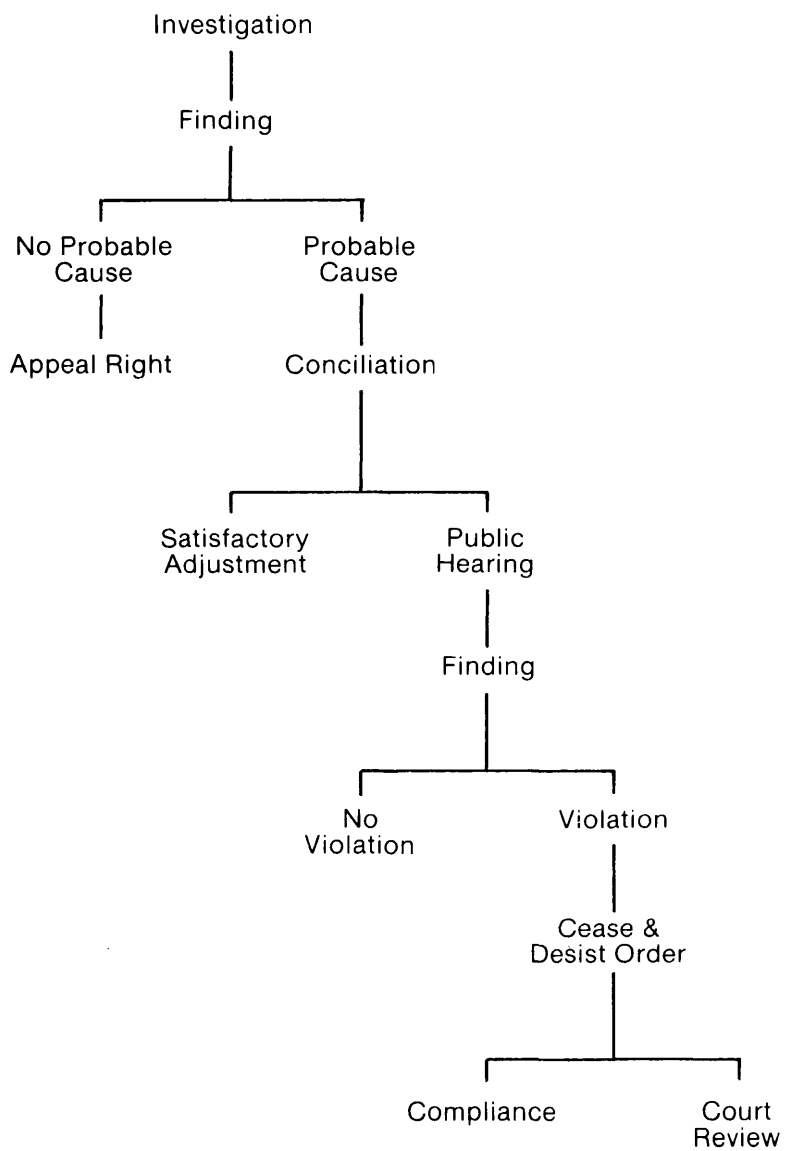 Investigation
Finding
No Probable
Cause
Probable
Cause
Appeal Right
Conciliation
Satisfactory
Adjustment
Public
Hearing
Finding
No
Violation
Violation
Cease &
Desist Order
Compliance
Court
Review